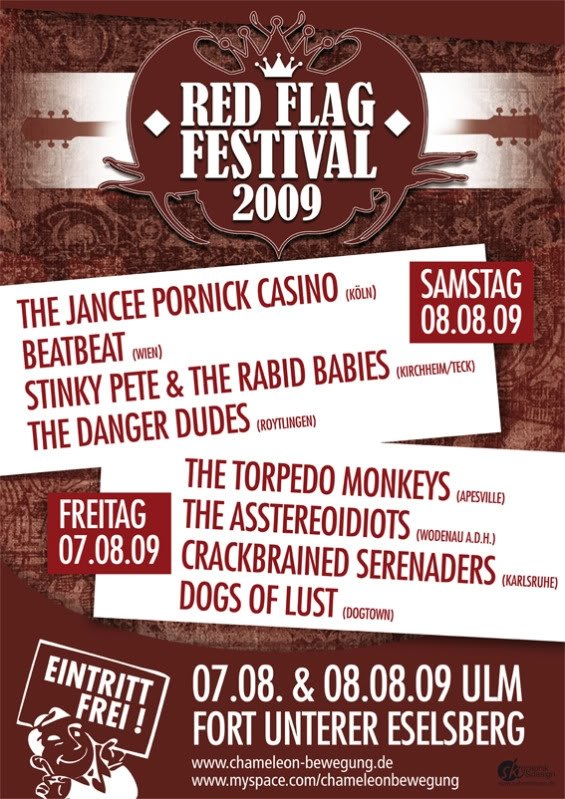 RED FLAG
FESTIVAL
2009
THE JANCEE PORNICK CASINO (KÖLN)
BEATBEAT (WIEN)
STINKY PETE & THE RABID BABIES (KIRCHHEIM/TECK)
THE DANGER DUDES (ROYTLINGEN)
SAMSTAG
08.08.09
FREITAG
07.08.09
THE TORPEDO MONKEYS (APESVILLE)
THE ASSTEREOIDIOTS (WODENAU A.D.H.)
CRACKBRAINED SERENADERS (KARLSRUHE)
DOGS OF LUST (DOGTOWN)
EINTRITT
FREI !
07.08. & 08.08.09 ULM
FORT UNTERER ESELSBERG
www.chameleon-bewegung.de
www.myspace.com/chameleonbewegung